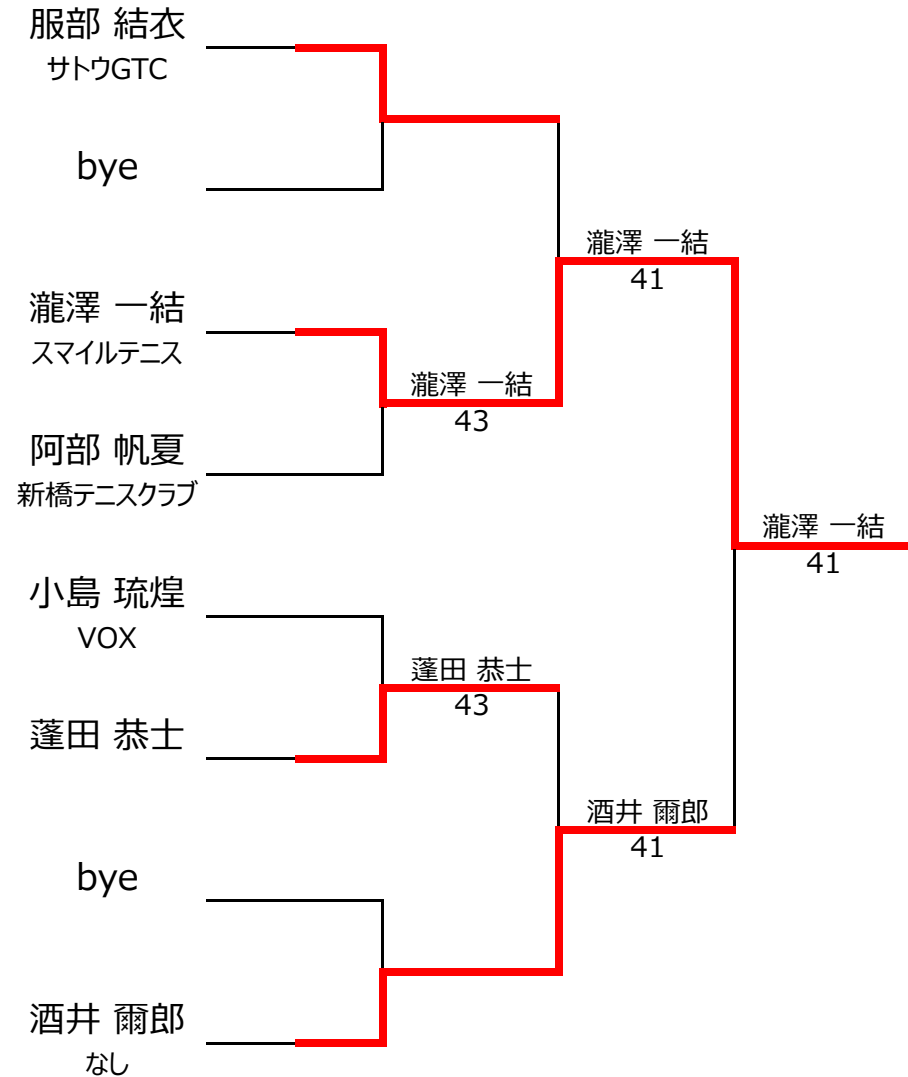 服部 結衣
サトウGTC
bye
瀧澤 一結
41
瀧澤 一結
スマイルテニス
瀧澤 一結
43
阿部 帆夏
新橋テニスクラブ
瀧澤 一結
41
小島 琉煌
VOX
蓬田 恭士
43
蓬田 恭士
酒井 爾郎
41
bye
酒井 爾郎
なし